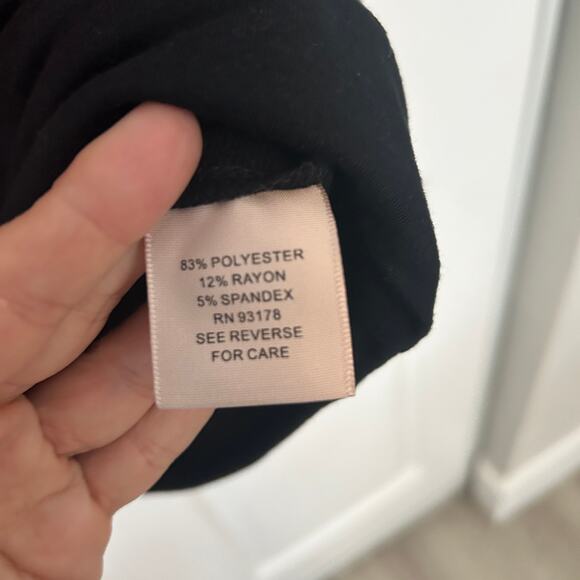 83% POLYESTER
12% RAYON
5% SPANDEX
RN 93178
SEE REVERSE
FOR CARE